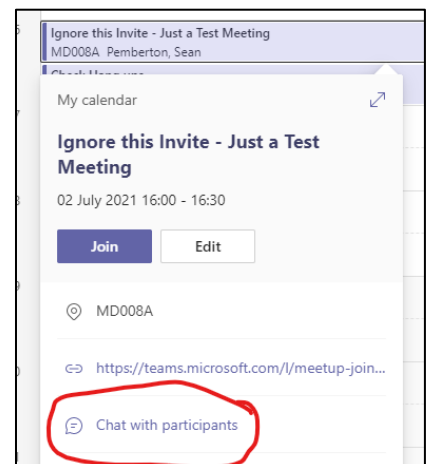 Ignore this Invite - Just a Test Meeting
MD008A Pemberton, Sean
My calendar
Ignore this Invite - Just a Test
Meeting
02 July 2021 16:00 - 16:30
Join Edit
MD008A
https://teams.microsoft.com/l/meetup-join...
Chat with participants